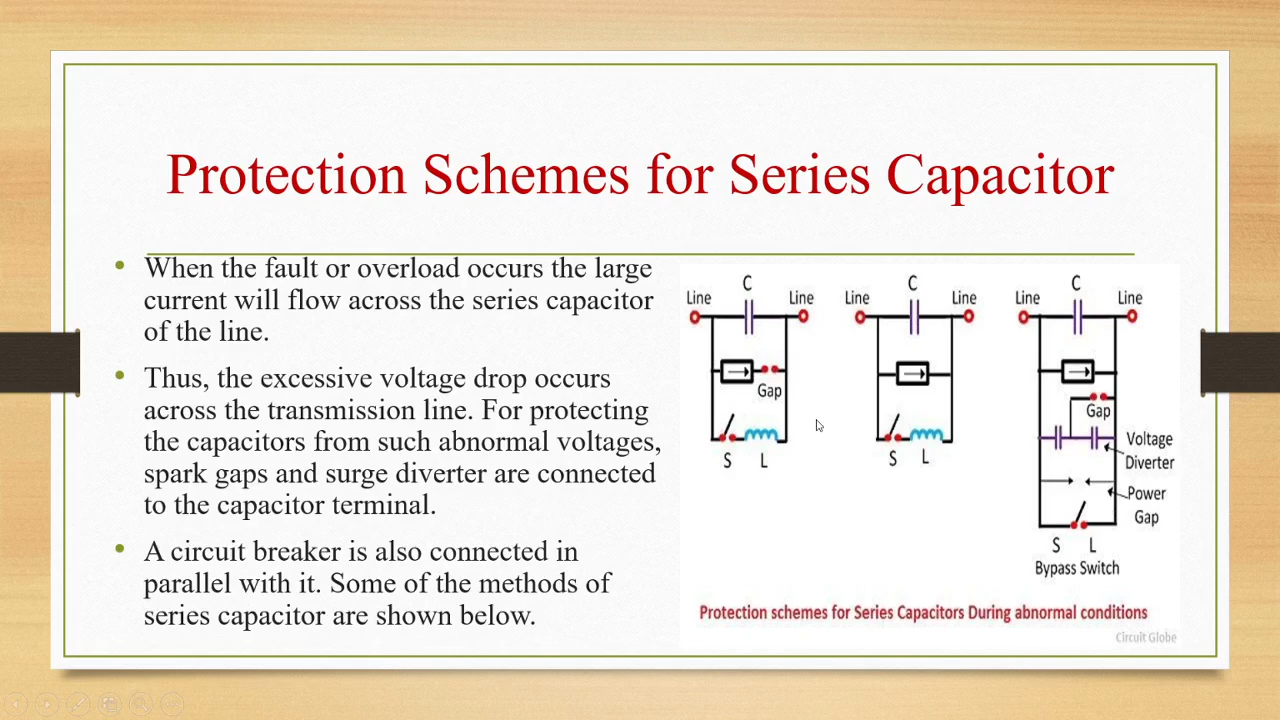 Protection Schemes for Series Capacitor
• When the fault or overload occurs the large
current will flow across the series capacitor
of the line.
• Thus, the excessive voltage drop occurs
across the transmission line. For protecting
the capacitors from such abnormal voltages,
spark gaps and surge diverter are connected
to the capacitor terminal.
• A circuit breaker is also connected in
parallel with it. Some of the methods of
series capacitor are shown below.
C
Line Line
Gap
S L
C
Line Line
S L
C
Line Line
Gap
Voltage
Diverter
Power
Gap
S L
Bypass Switch
Protection schemes for Series Capacitors During abnormal conditions
Circuit Globe